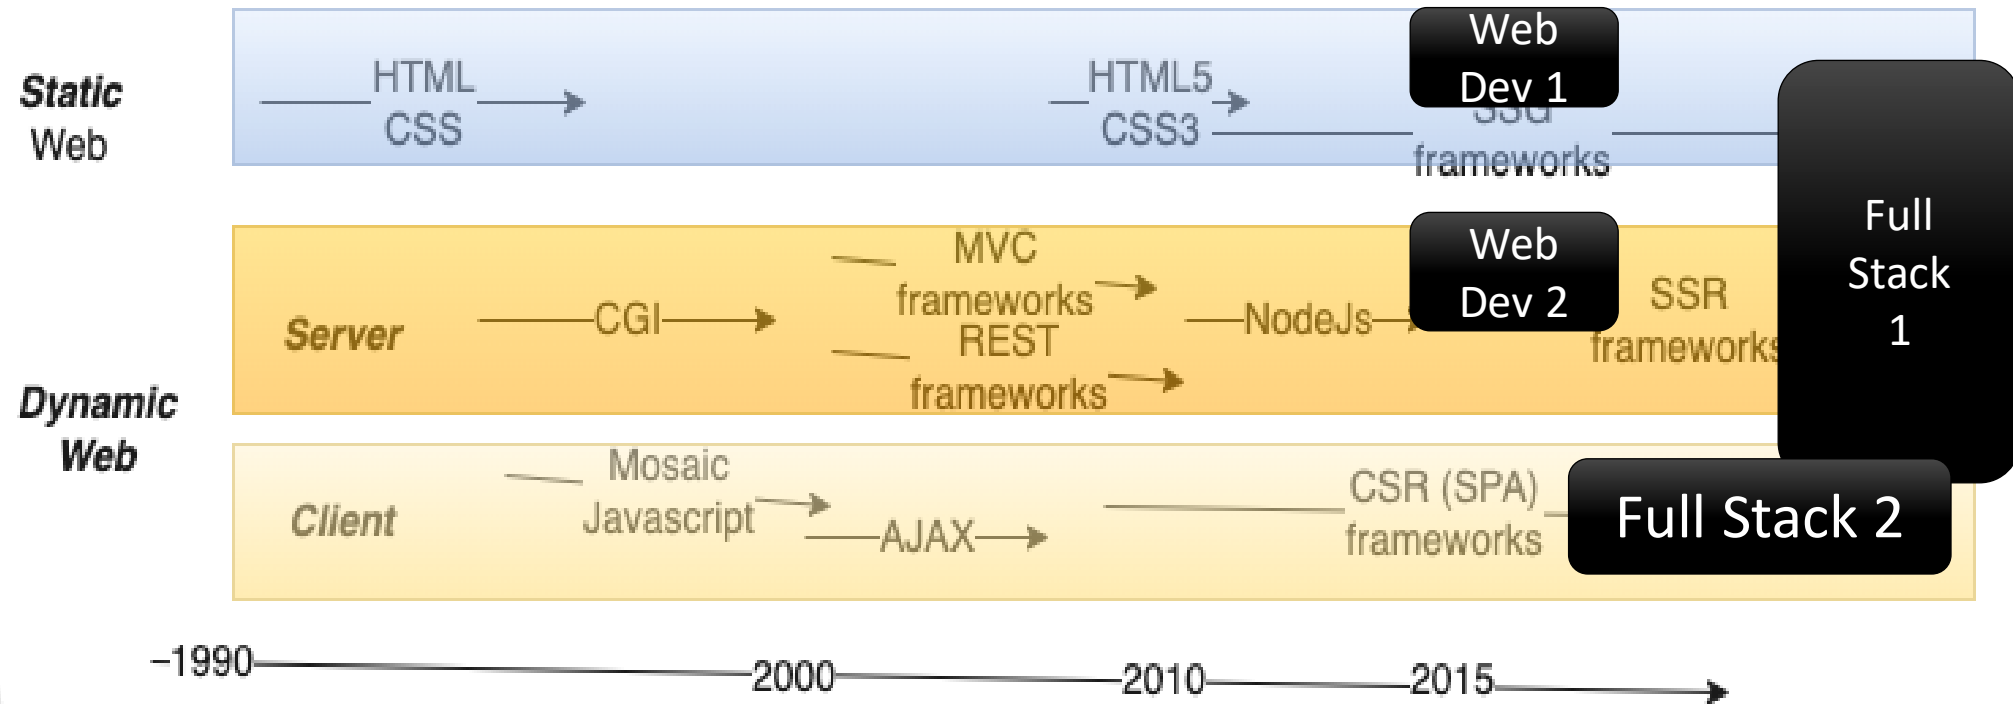 Static
Web
HTML
CSS
HTML5
CSS3
Web
Dev 1
SSG
frameworks
Full
Stack
1
Dynamic
Web
Server
CGI
MVC
frameworks
REST
frameworks
NodeJs
Web
Dev 2
SSR
frameworks
Client
Mosaic
Javascript
AJAX
CSR (SPA)
frameworks
Full Stack 2
1990
2000
2010
2015